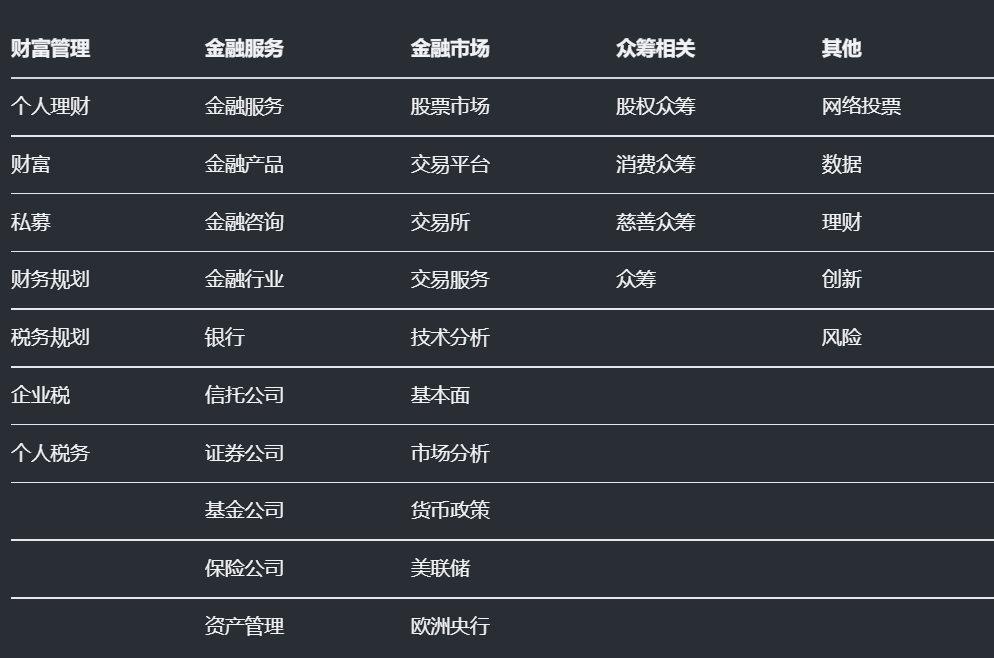 财富管理 金融服务 金融市场 众筹相关 其他
个人理财 金融服务 股票市场 股权众筹 网络投票
财富 金融产品 交易平台 消费众筹 数据
私募 金融咨询 交易所 慈善众筹 理财
财务规划 金融行业 交易服务 众筹 创新
税务规划 银行 技术分析 风险
企业税 信托公司 基本面
个人税务 证券公司 市场分析
基金公司 货币政策
保险公司 美联储
资产管理 欧洲央行